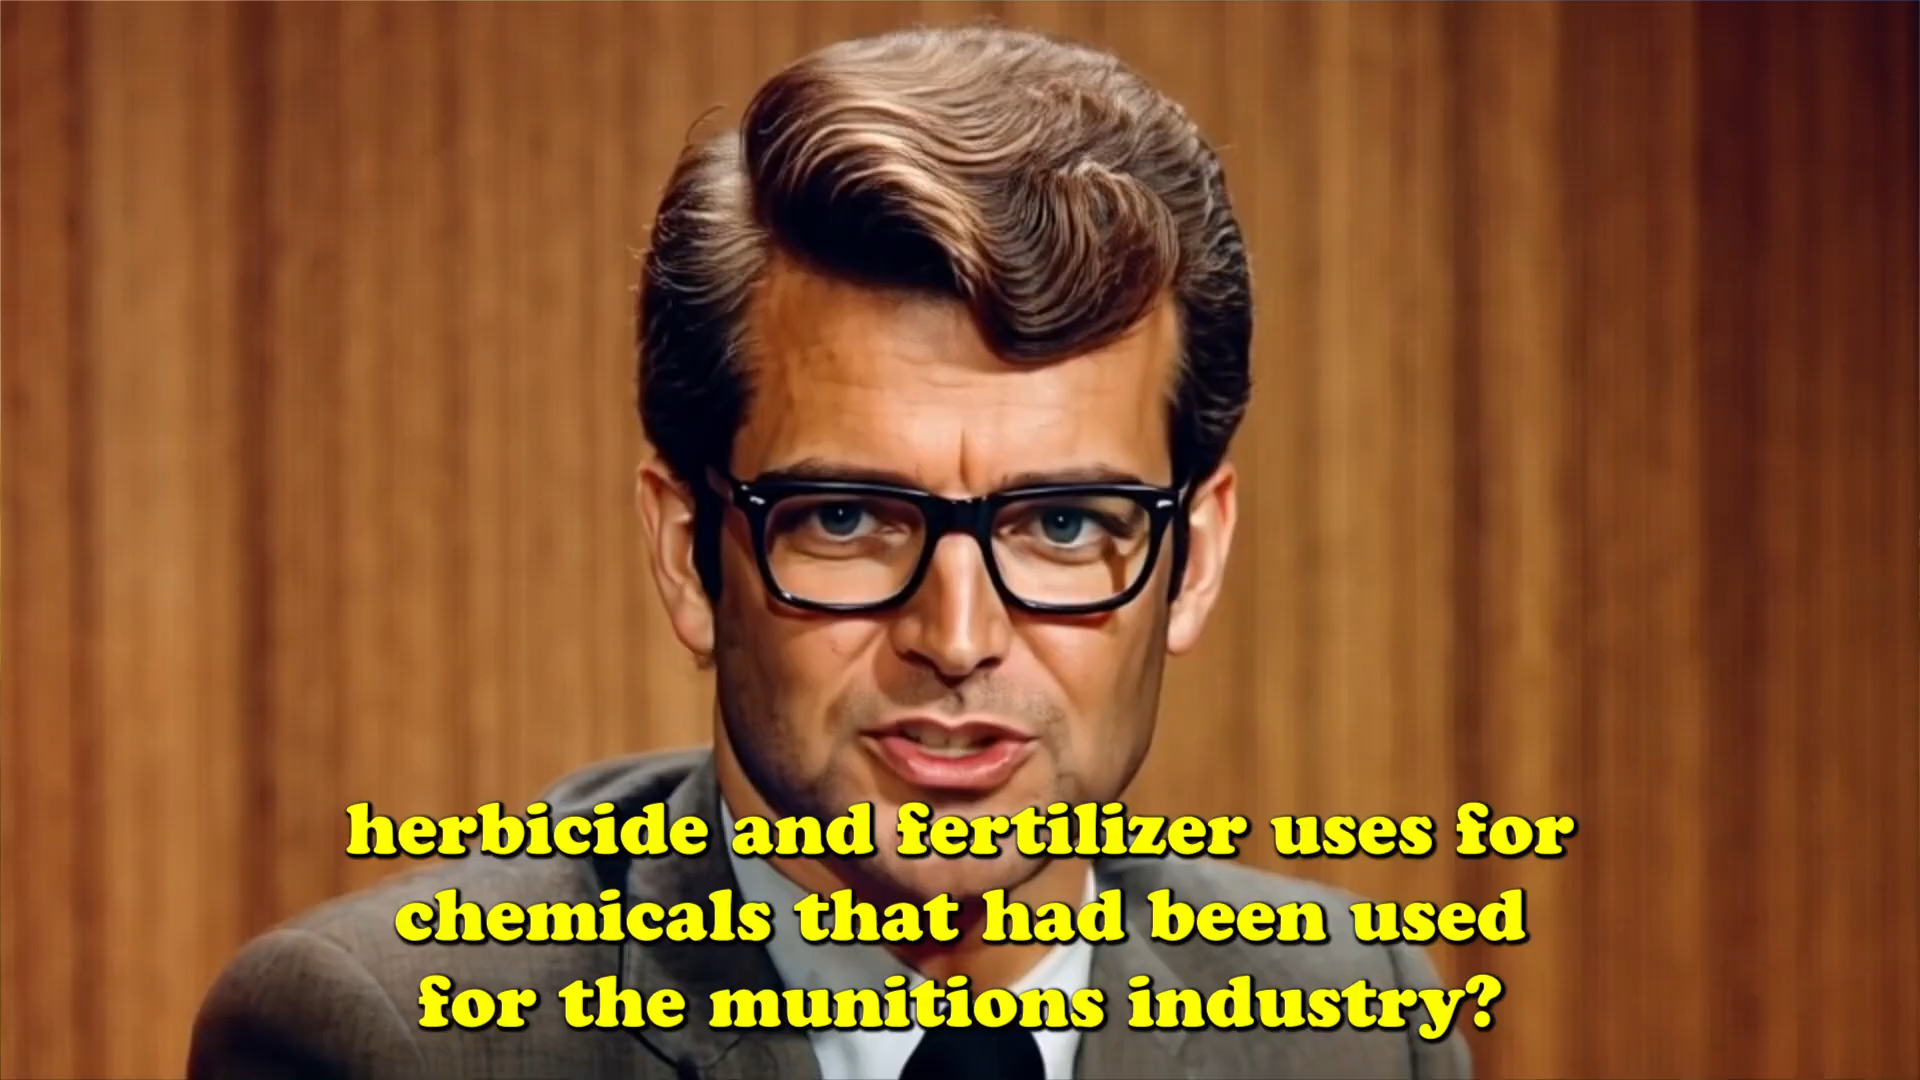 herbicide and fertilizer uses for
chemicals that had been used
for the munitions industry?